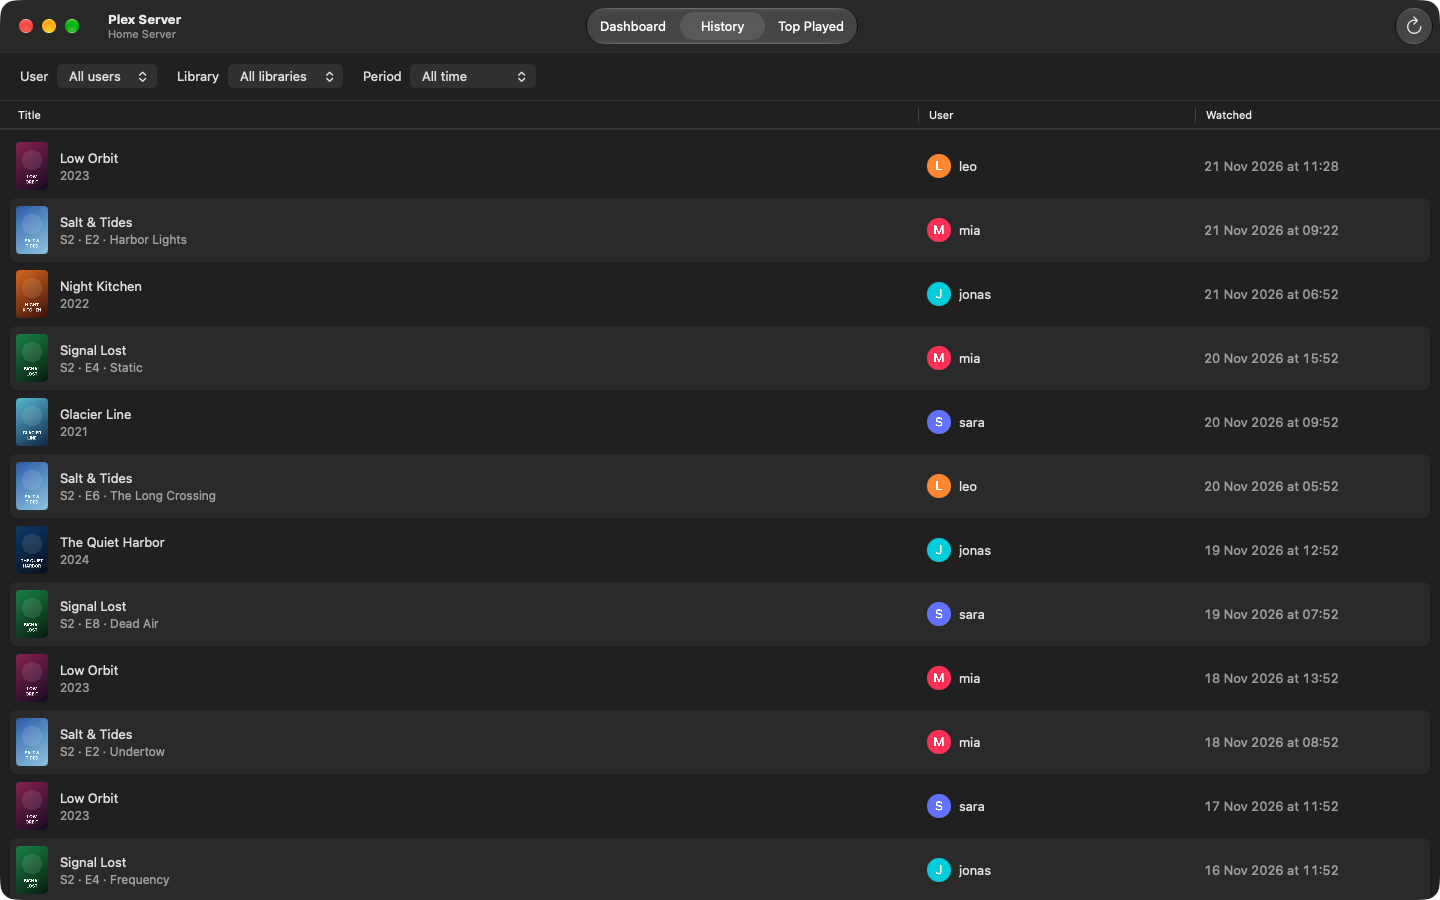 Plex Server
Home Server
Dashboard
History
Top Played
User
All users
Library
All libraries
Period
All time
Title
User
Watched
Low Orbit
2023
L
leo
21 Nov 2026 at 11:28
Salt & Tides
S2 · E2 · Harbor Lights
M
mia
21 Nov 2026 at 09:22
Night Kitchen
2022
J
jonas
21 Nov 2026 at 06:52
Signal Lost
S2 · E4 · Static
M
mia
20 Nov 2026 at 15:52
Glacier Line
2021
S
sara
20 Nov 2026 at 09:52
Salt & Tides
S2 · E6 · The Long Crossing
L
leo
20 Nov 2026 at 05:52
The Quiet Harbor
2024
J
jonas
19 Nov 2026 at 12:52
Signal Lost
S2 · E8 · Dead Air
S
sara
19 Nov 2026 at 07:52
Low Orbit
2023
M
mia
18 Nov 2026 at 13:52
Salt & Tides
S2 · E2 · Undertow
M
mia
18 Nov 2026 at 08:52
Low Orbit
2023
S
sara
17 Nov 2026 at 11:52
Signal Lost
S2 · E4 · Frequency
J
jonas
16 Nov 2026 at 11:52